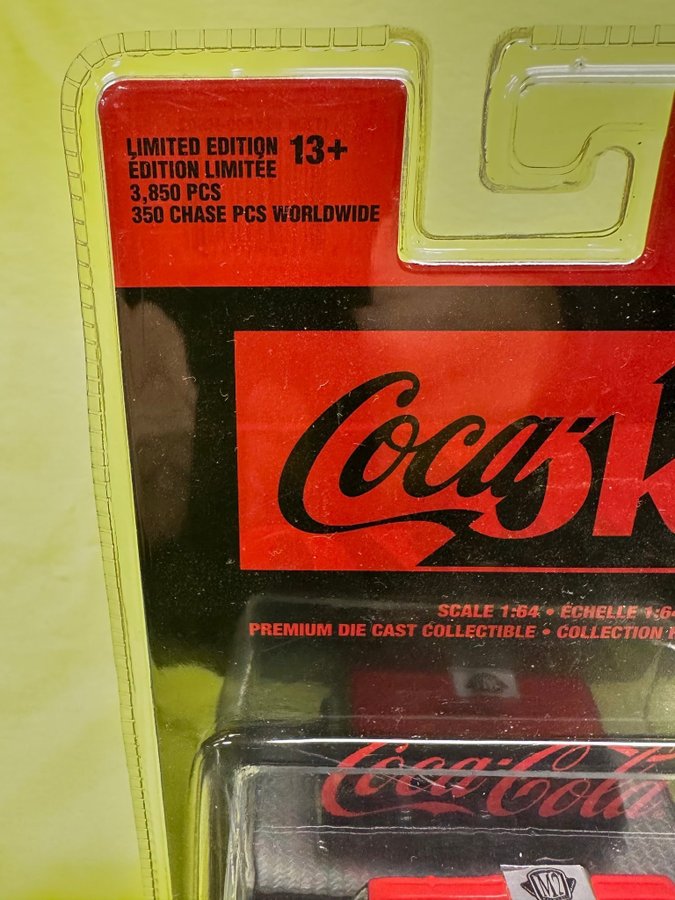 LIMITED EDITION 13+
ÉDITION LIMITÉE
3,850 PCS
350 CHASE PCS WORLDWIDE
Coca-
SCALE 1:64 • ÉCHELLE 1:64
PREMIUM DIE CAST COLLECTIBLE • COLLECTION
Coca-Cola
M2